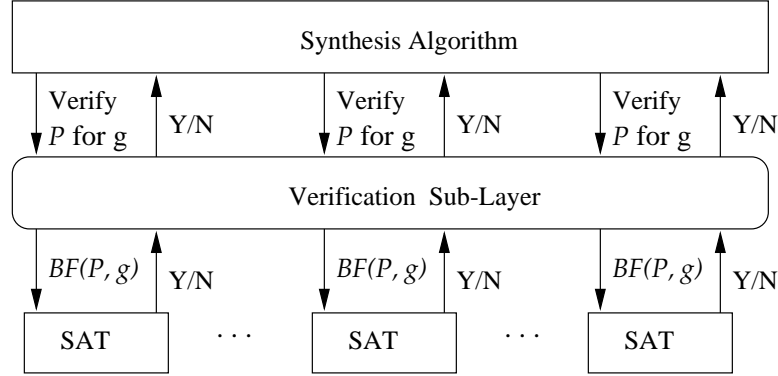 Synthesis Algorithm
Verify
P for g
Y/N
Verify
P for g
Y/N
Verify
P for g
Y/N
Verification Sub-Layer
BF(P, g)
Y/N
BF(P, g)
Y/N
BF(P, g)
Y/N
SAT
. . .
SAT
. . .
SAT